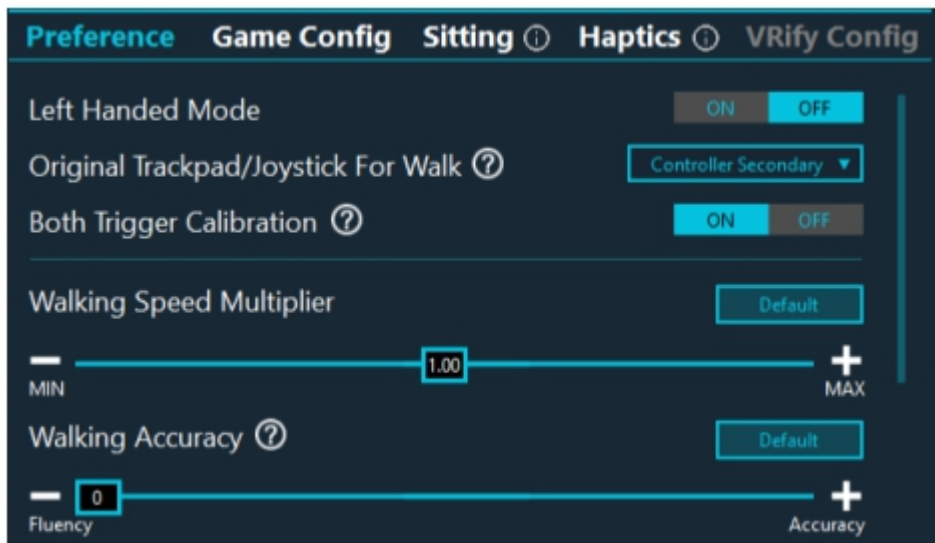 Preference Game Config Sitting ⓘ Haptics ⓘ VRify Config
Left Handed Mode ON OFF
Original Trackpad/Joystick For Walk ? Controller Secondary ▼
Both Trigger Calibration ? ON OFF
Walking Speed Multiplier Default
1.00
MIN MAX
Walking Accuracy ? Default
0
Fluency Accuracy